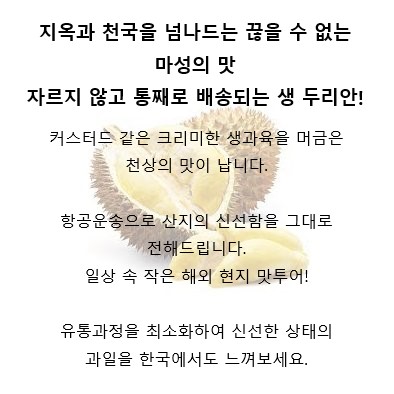 지옥과 천국을 넘나드는 끊을 수 없는
마성의 맛
자르지 않고 통째로 배송되는 생 두리안!
커스터드 같은 크리미한 생과육을 머금은
천상의 맛이 납니다.
항공운송으로 산지의 신선함을 그대로
전해드립니다.
일상 속 작은 해외 현지 맛투어!
유통과정을 최소화하여 신선한 상태의
과일을 한국에서도 느껴보세요.